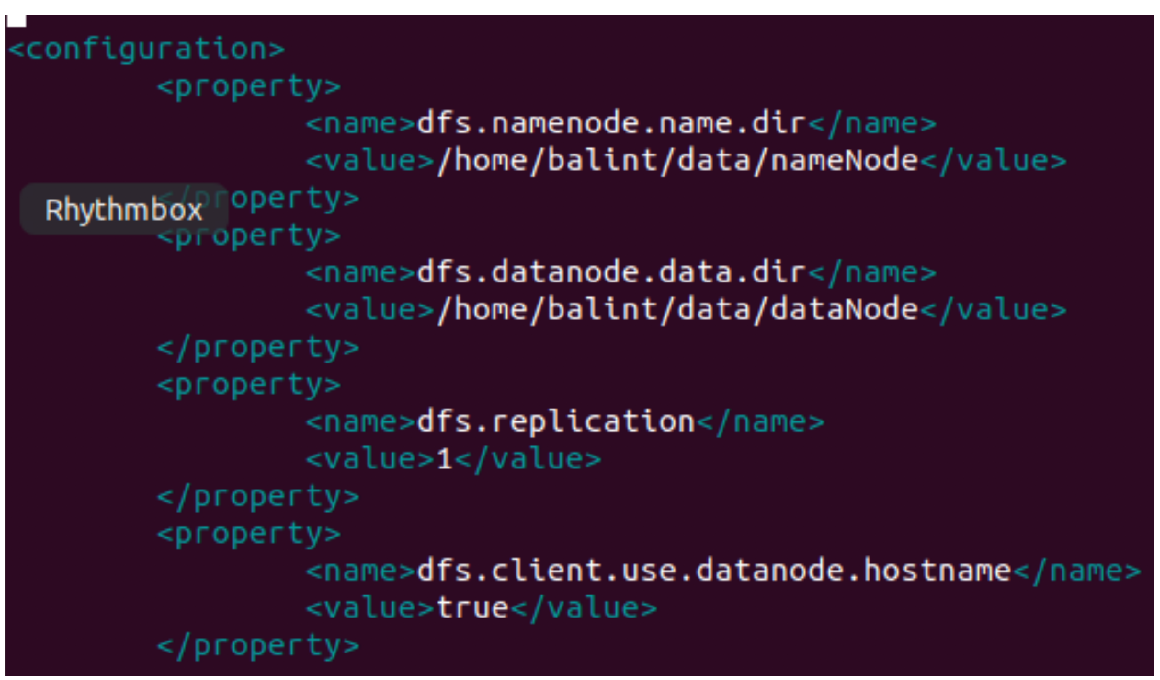 <configuration>
<property>
<name>dfs.namenode.name.dir</name>
<value>/home/balint/data/nameNode</value>
</property>
Rhythmbox
<property>
<name>dfs.datanode.data.dir</name>
<value>/home/balint/data/dataNode</value>
</property>
<property>
<name>dfs.replication</name>
<value>1</value>
</property>
<property>
<name>dfs.client.use.datanode.hostname</name>
<value>true</value>
</property>